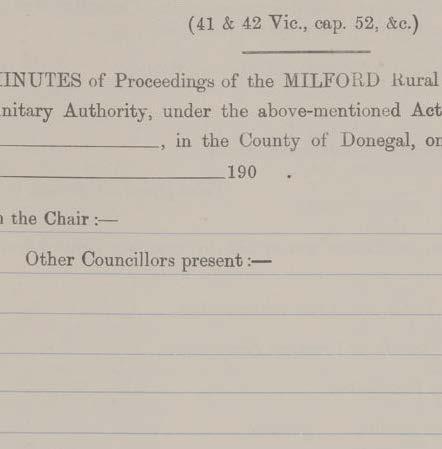 (41 & 42 Vic., cap. 52, &c.)
INUTES of Proceedings of the MILFORD Rural
nitary Authority, under the above-mentioned Act
, in the County of Donegal, on
190 .
n the Chair :—
Other Councillors present :—